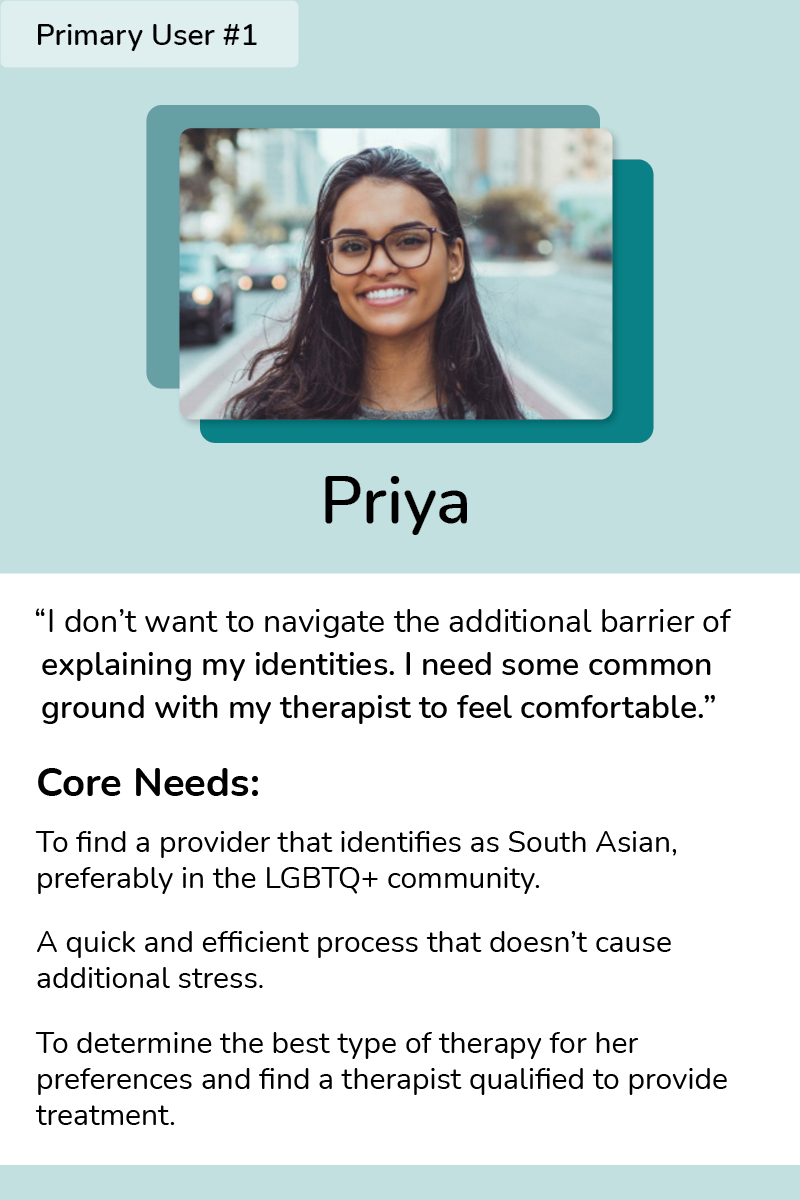 Primary User #1
Priya
“I don’t want to navigate the additional barrier of
explaining my identities. I need some common
ground with my therapist to feel comfortable.”
Core Needs:
To find a provider that identifies as South Asian,
preferably in the LGBTQ+ community.
A quick and efficient process that doesn’t cause
additional stress.
To determine the best type of therapy for her
preferences and find a therapist qualified to provide
treatment.